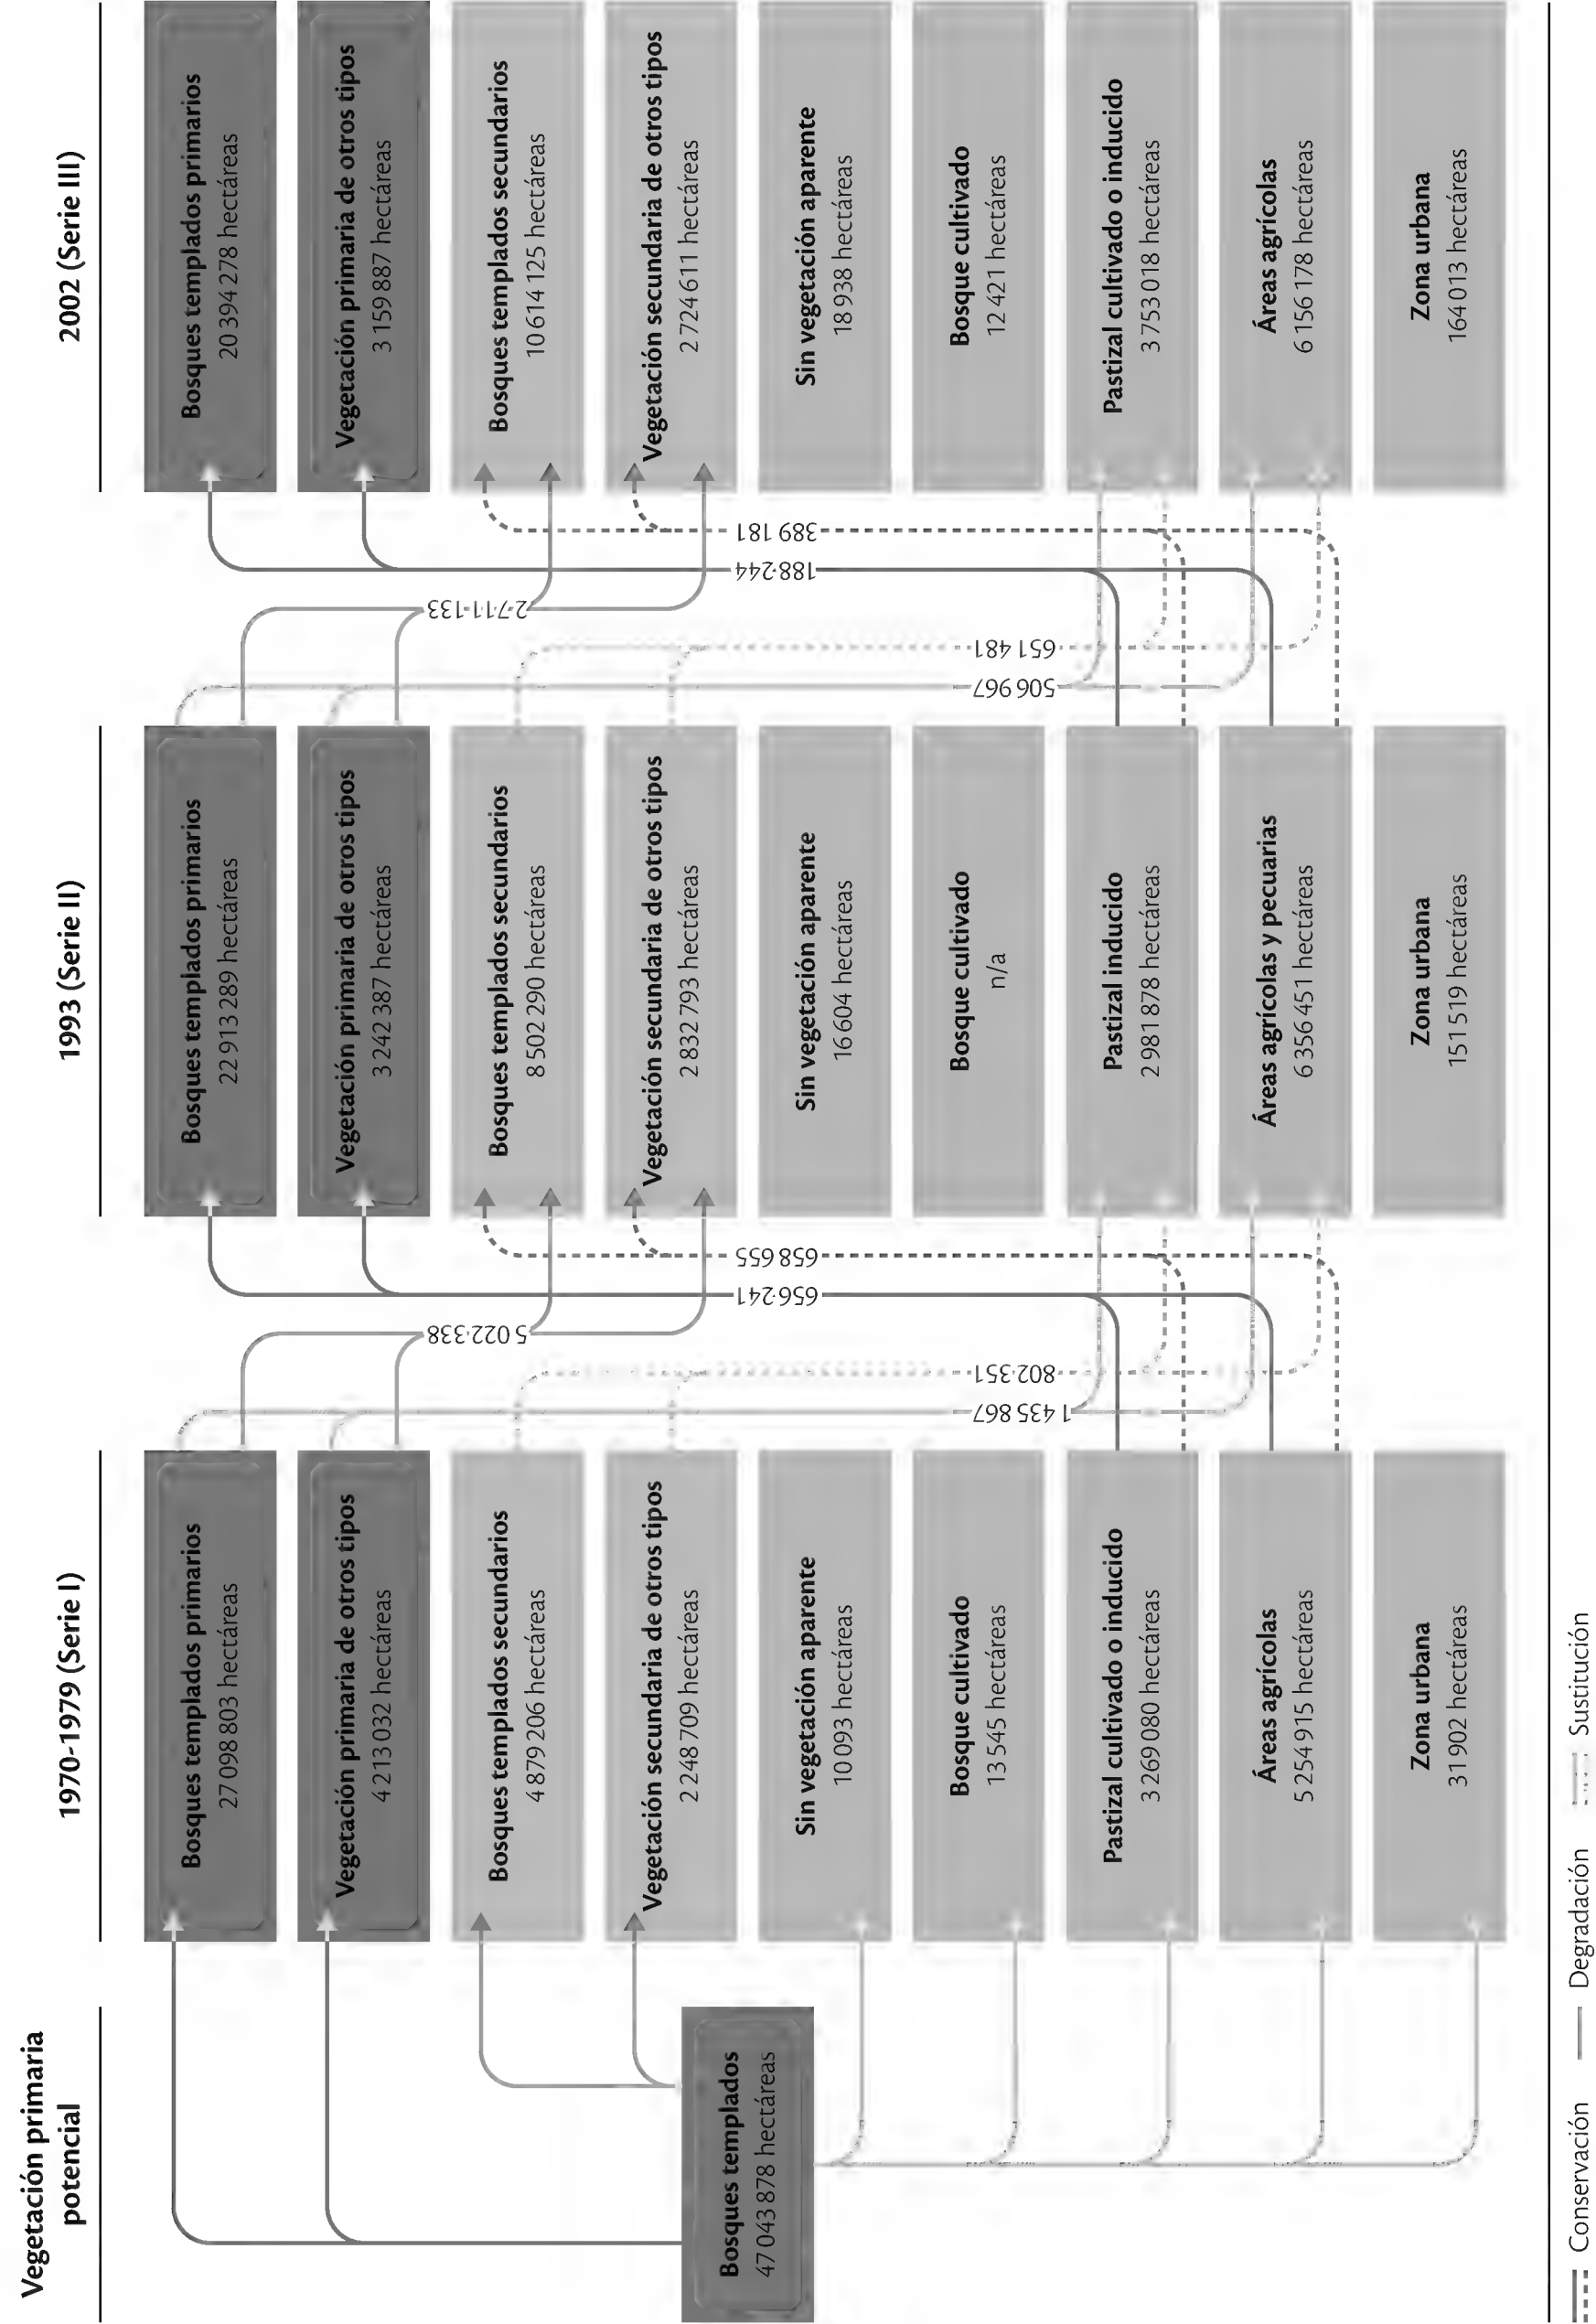 Vegetación primaria
potencial
Bosques templados
47 043 878 hectáreas
1970-1979 (Serie I)
Bosques templados primarios
27 098 803 hectáreas
Vegetación primaria de otros tipos
4 213 032 hectáreas
Bosques templados secundarios
4 879 206 hectáreas
Vegetación secundaria de otros tipos
2 248 709 hectáreas
Sin vegetación aparente
10 093 hectáreas
Bosque cultivado
13 545 hectáreas
Pastizal cultivado o inducido
3 269 080 hectáreas
Áreas agrícolas
5 254 915 hectáreas
Zona urbana
31 902 hectáreas
1 435 867
802 351
5 022 338
656 241
658 655
1993 (Serie II)
Bosques templados primarios
22 913 289 hectáreas
Vegetación primaria de otros tipos
3 242 387 hectáreas
Bosques templados secundarios
8 502 290 hectáreas
Vegetación secundaria de otros tipos
2 832 793 hectáreas
Sin vegetación aparente
16 604 hectáreas
Bosque cultivado
n/a
Pastizal inducido
2 981 878 hectáreas
Áreas agrícolas y pecuarias
6 356 451 hectáreas
Zona urbana
151 519 hectáreas
506 967
651 481
2 711 133
188 244
389 181
2002 (Serie III)
Bosques templados primarios
20 394 278 hectáreas
Vegetación primaria de otros tipos
3 159 887 hectáreas
Bosques templados secundarios
10 614 125 hectáreas
Vegetación secundaria de otros tipos
2 724 611 hectáreas
Sin vegetación aparente
18 938 hectáreas
Bosque cultivado
12 421 hectáreas
Pastizal cultivado o inducido
3 753 018 hectáreas
Áreas agrícolas
6 156 178 hectáreas
Zona urbana
164 013 hectáreas
Conservación
Degradación
Sustitución